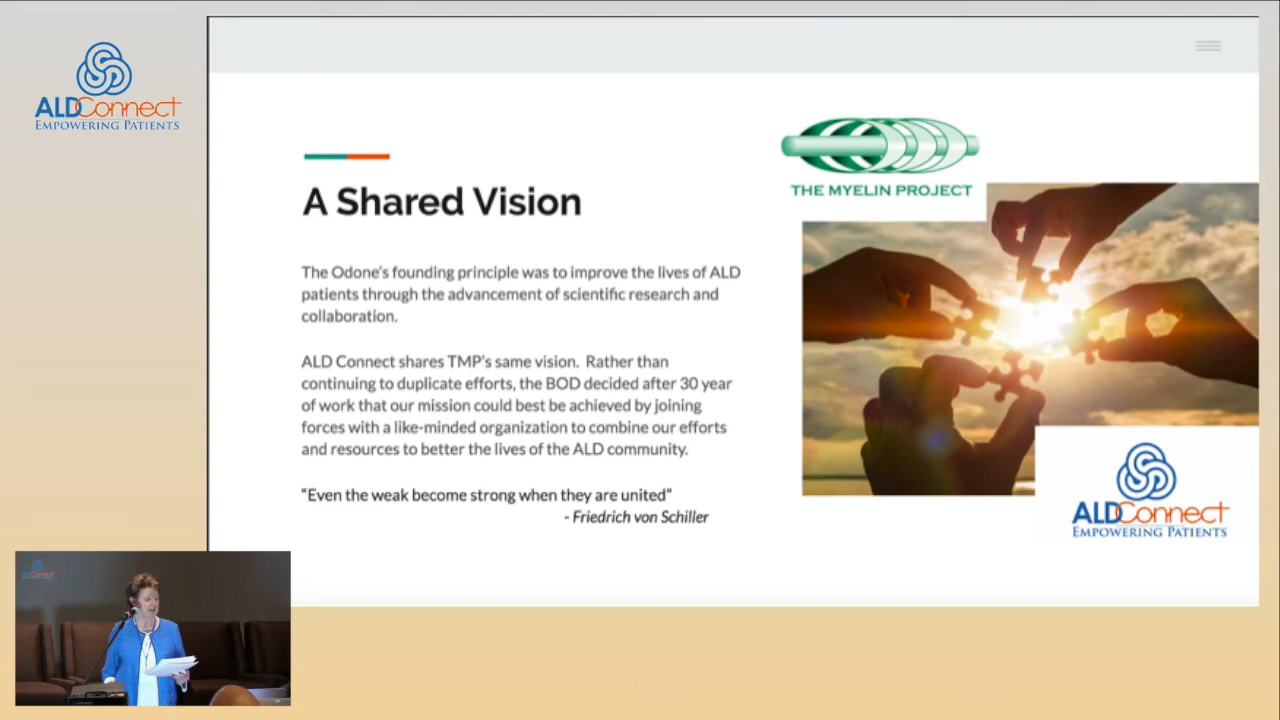 ALDConnect
EMPOWERING PATIENTS
THE MYELIN PROJECT
A Shared Vision
The Odone's founding principle was to improve the lives of ALD
patients through the advancement of scientific research and
collaboration.
ALD Connect shares TMP's same vision. Rather than
continuing to duplicate efforts, the BOD decided after 30 year
of work that our mission could best be achieved by joining
forces with a like-minded organization to combine our efforts
and resources to better the lives of the ALD community.
“Even the weak become strong when they are united”
- Friedrich von Schiller
ALDConnect
EMPOWERING PATIENTS
ALDConnect